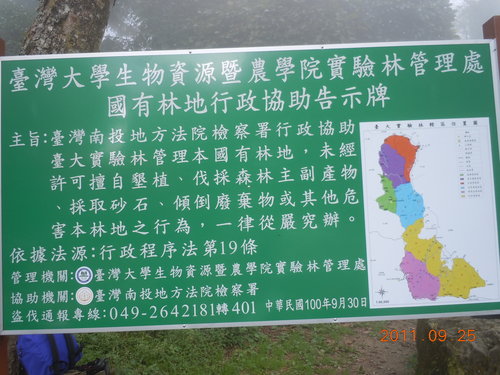 臺灣大學生物資源暨農學院實驗林管理處
國有林地行政協助告示牌
主旨:臺灣南投地方法院檢察署行政協助
臺大實驗林管理本國有林地，未經
許可擅自墾植、伐採森林主副產物
、採取砂石、傾倒廢棄物或其他危
害本林地之行為，一律從嚴究辦。
依據法源:行政程序法第19條
管理機關:臺灣大學生物資源暨農學院實驗林管理處
協助機關:臺灣南投地方法院檢察署
盜伐通報專線:049-2642181轉401 中華民國100年9月30日
臺大實驗林轄區位置圖
2011.09.25